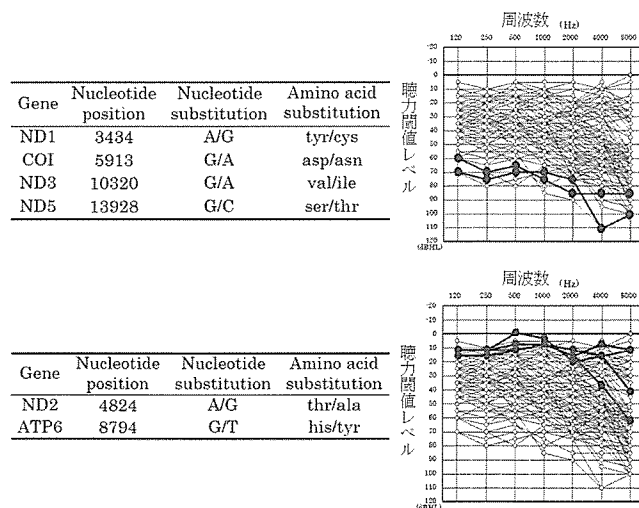 周波数 (Hz)
120 250 500 1000 2000 4000 8000
-20
-10
0
10
20
30
40
50
60
70
80
90
100
110
120
(dBHL)
聴力閾値レベル
Gene Nucleotide position Nucleotide substitution Amino acid substitution
ND1 3434 A/G tyr/cys
COI 5913 G/A asp/asn
ND3 10320 G/A val/ile
ND5 13928 G/C ser/thr
周波数 (Hz)
120 250 500 1000 2000 4000 8000
-20
-10
0
10
20
30
40
50
60
70
80
90
100
110
120
(dBHL)
聴力閾値レベル
Gene Nucleotide position Nucleotide substitution Amino acid substitution
ND2 4824 A/G thr/ala
ATP6 8794 G/T his/tyr